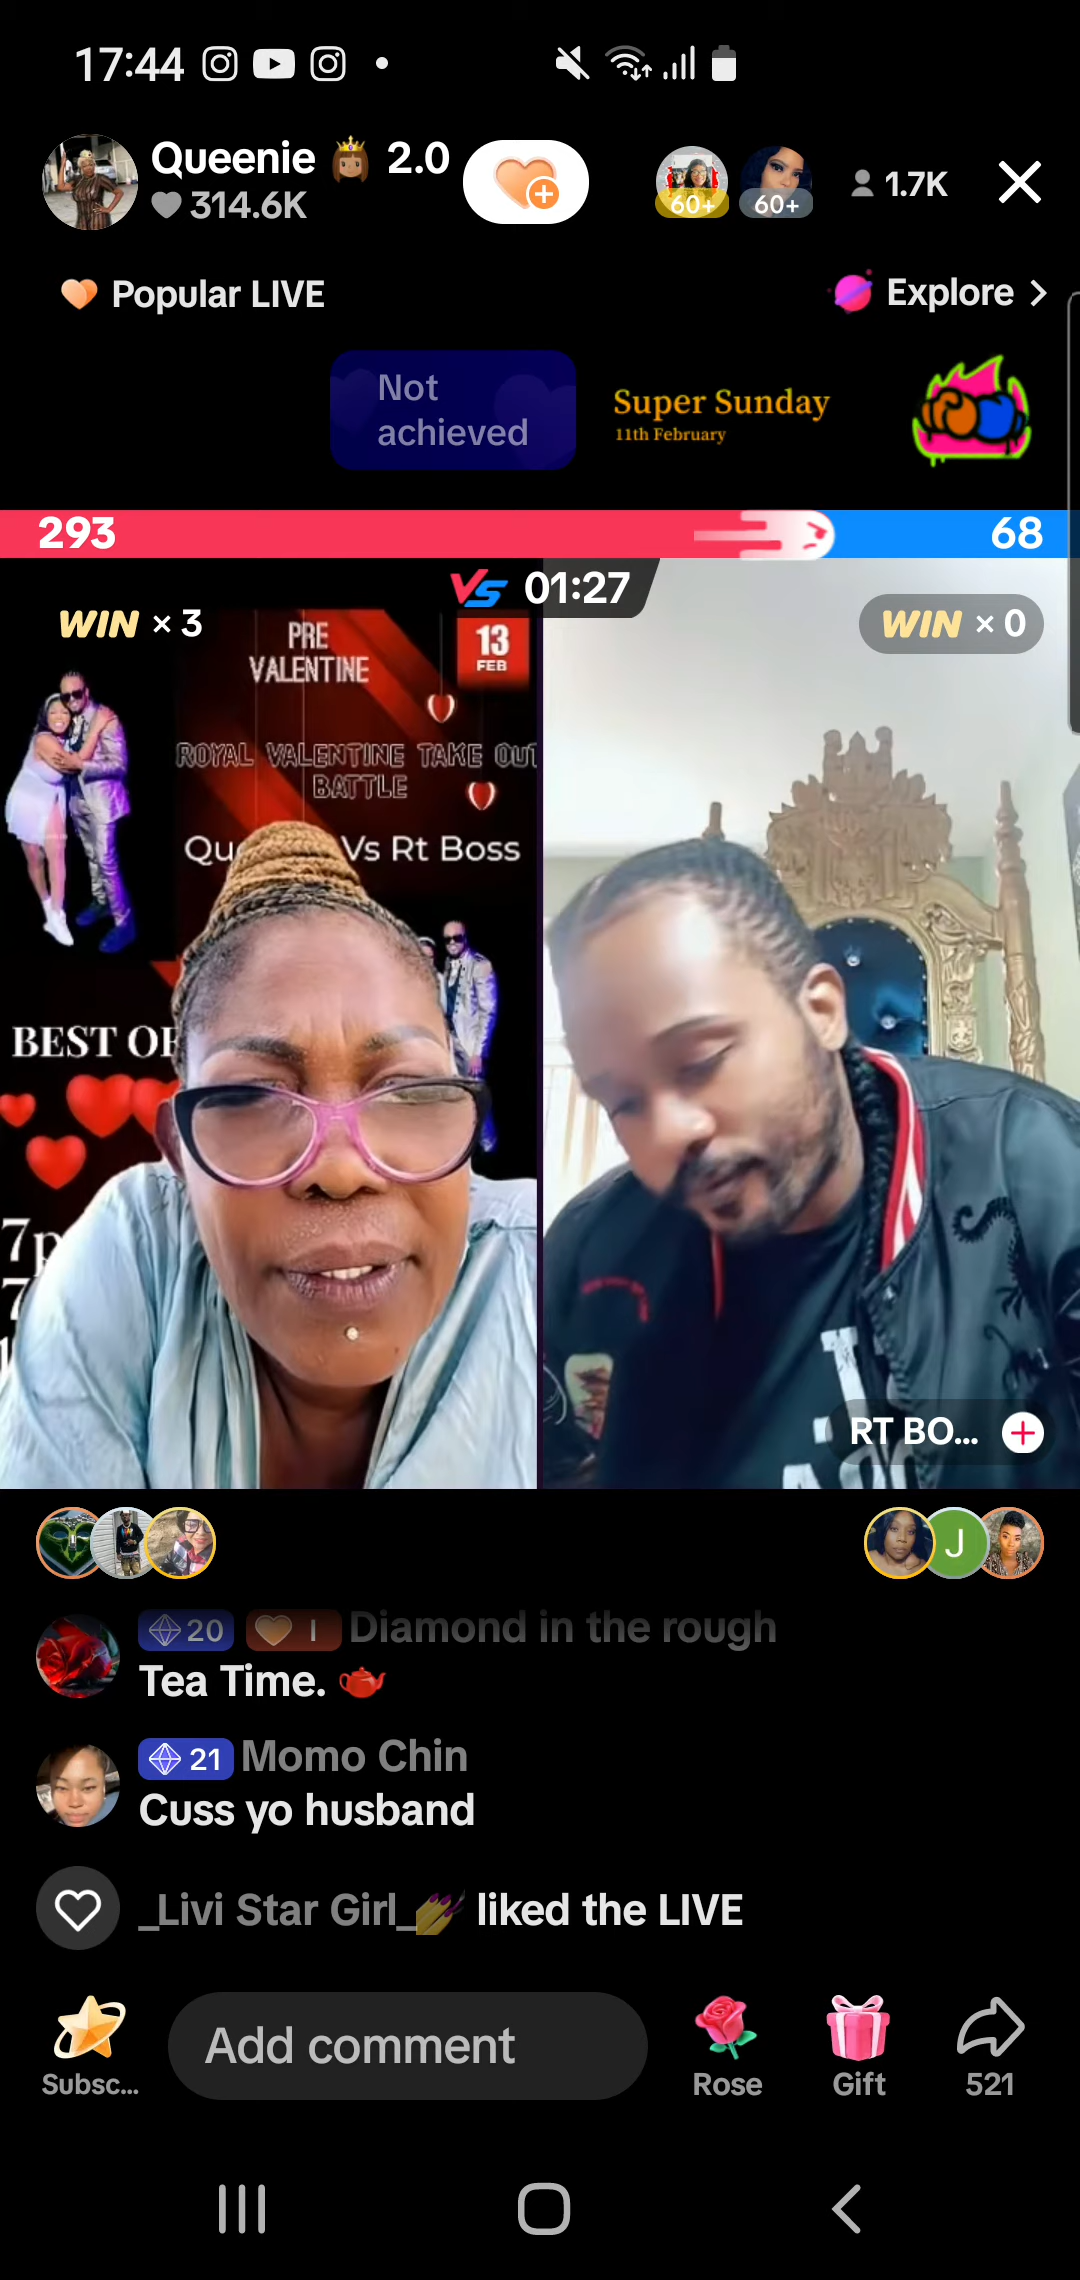 17:44
Queenie 2.0
314.6K
60+
60+
1.7K
Popular LIVE
Explore
Not
achieved
Super Sunday
11th February
293
68
VS 01:27
WIN × 3
WIN × 0
PRE
VALENTINE
13
FEB
ROYAL VALENTINE TAKE OUT
BATTLE
Vs Rt Boss
BEST OF
RT BO...
J
20 I Diamond in the rough
Tea Time.
21 Momo Chin
Cuss yo husband
_Livi Star Girl_ liked the LIVE
Subsc...
Add comment
Rose
Gift
521